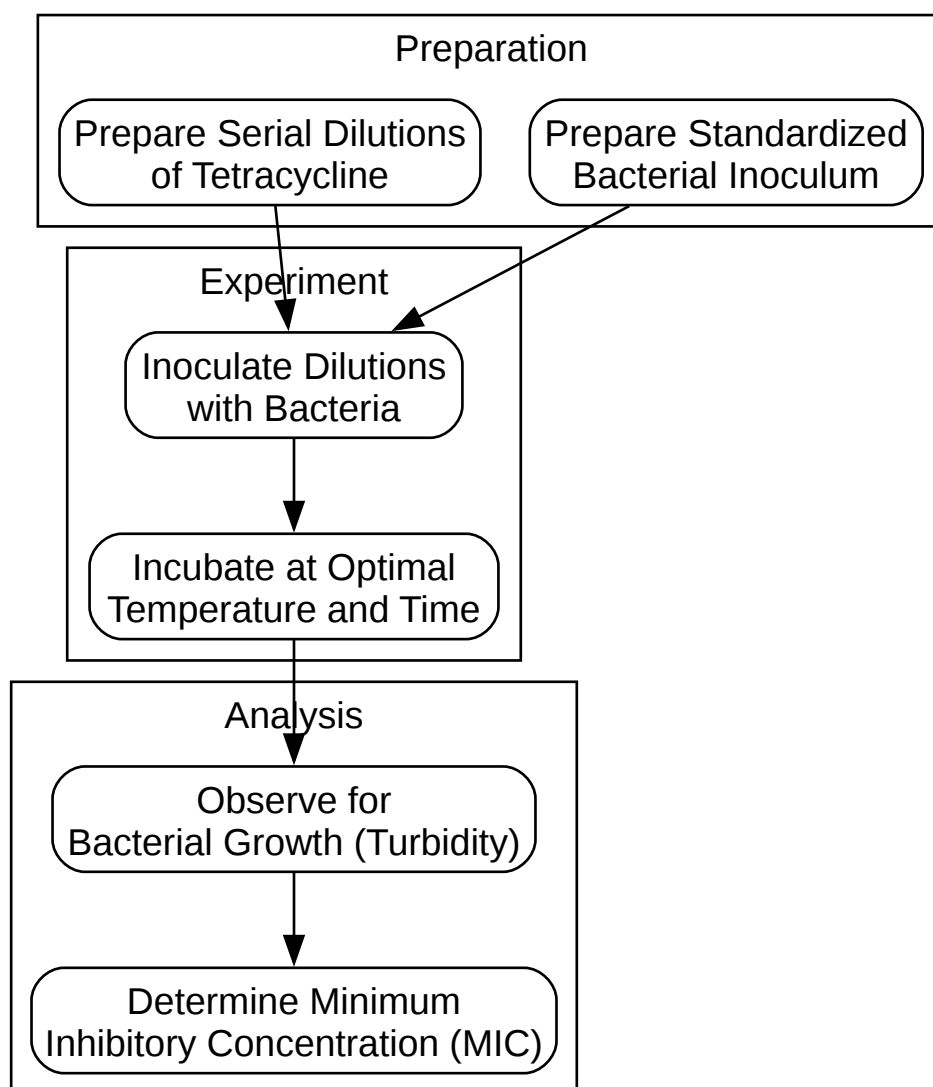 Preparation
Prepare Serial Dilutions
of Tetracycline
Prepare Standardized
Bacterial Inoculum
Experiment
Inoculate Dilutions
with Bacteria
Incubate at Optimal
Temperature and Time
Analysis
Observe for
Bacterial Growth (Turbidity)
Determine Minimum
Inhibitory Concentration (MIC)